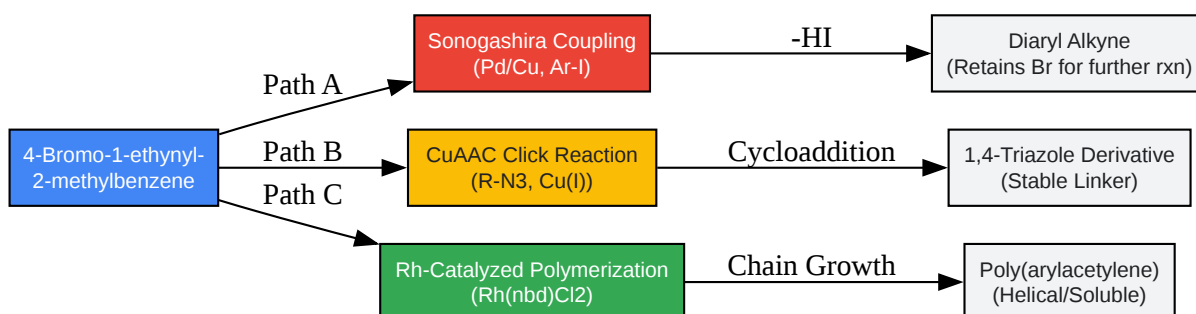 Sonogashira Coupling
(Pd/Cu, Ar-I)
-HI
Diaryl Alkyne
(Retains Br for further rxn)
Path A
4-Bromo-1-ethynyl-
2-methylbenzene
Path B
CuAAC Click Reaction
(R-N3, Cu(I))
Cycloaddition
1,4-Triazole Derivative
(Stable Linker)
Path C
Rh-Catalyzed Polymerization
(Rh(nbd)Cl2)
Chain Growth
Poly(arylacetylene)
(Helical/Soluble)